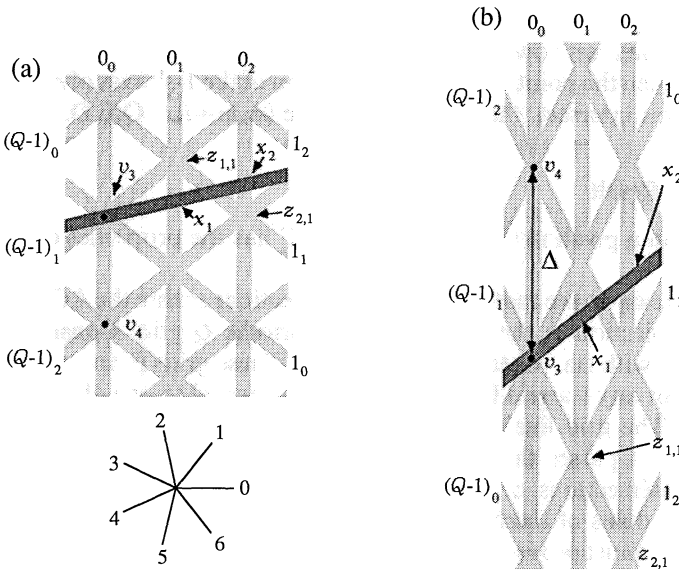 (a)
0₀ 0₁ 0₂
(Q-1)₀
1₂
v₃
z₁,₁
x₂
x₁
z₂,₁
(Q-1)₁
1₁
v₄
(Q-1)₂
1₀
2
1
3
0
4
5
6
(b)
0₀ 0₁ 0₂
(Q-1)₂
1₀
v₄
x₂
Δ
(Q-1)₁
v₃
x₁
z₁,₁
(Q-1)₀
1₂
z₂,₁